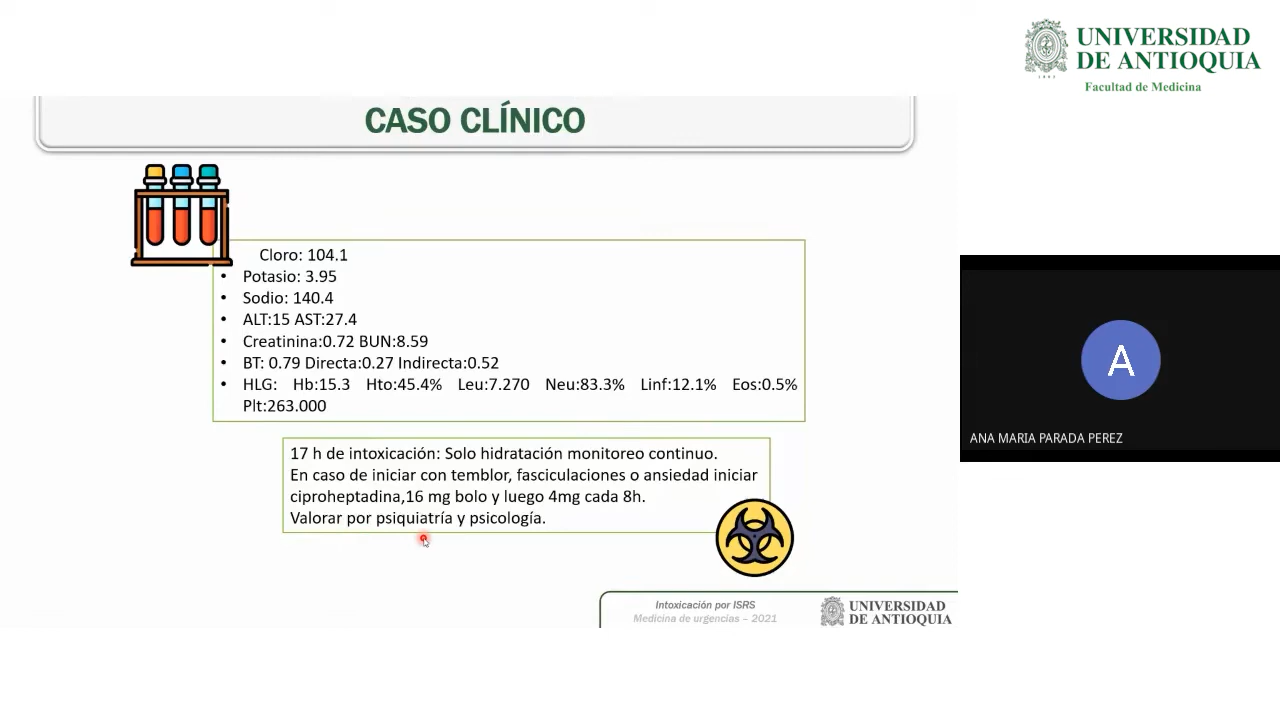 UNIVERSIDAD
DE ANTIOQUIA
1803
Facultad de Medicina
CASO CLÍNICO
Cloro: 104.1
• Potasio: 3.95
• Sodio: 140.4
• ALT:15 AST:27.4
• Creatinina:0.72 BUN:8.59
• BT: 0.79 Directa:0.27 Indirecta:0.52
• HLG: Hb:15.3 Hto:45.4% Leu:7.270 Neu:83.3% Linf:12.1% Eos:0.5%
Plt:263.000
17 h de intoxicación: Solo hidratación monitoreo continuo.
En caso de iniciar con temblor, fasciculaciones o ansiedad iniciar
ciproheptadina,16 mg bolo y luego 4mg cada 8h.
Valorar por psiquiatría y psicología.
A
ANA MARIA PARADA PEREZ
Intoxicación por ISRS
Medicina de urgencias – 2021
UNIVERSIDAD
DE ANTIOQUIA